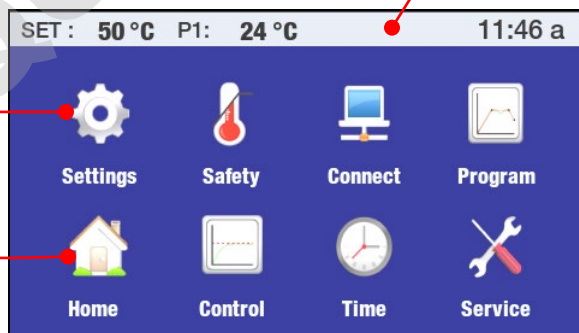 SET : 50 °C P1: 24 °C 11:46 a
Settings Safety Connect Program
Home Control Time Service